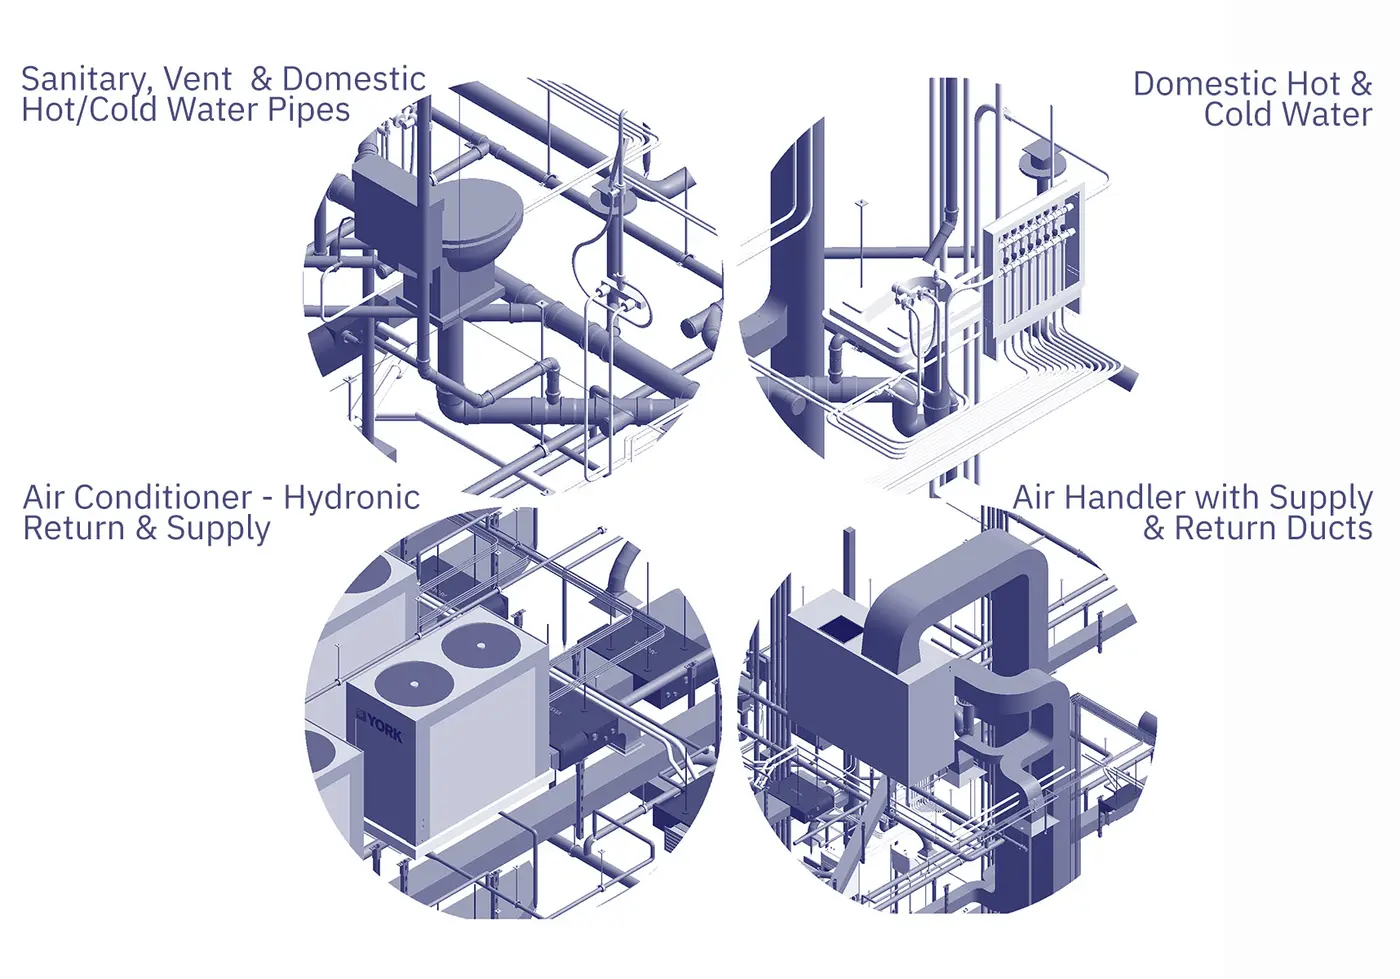 Sanitary, Vent & Domestic
Hot/Cold Water Pipes
Domestic Hot &
Cold Water
Air Conditioner - Hydronic
Return & Supply
Air Handler with Supply
& Return Ducts
YORK